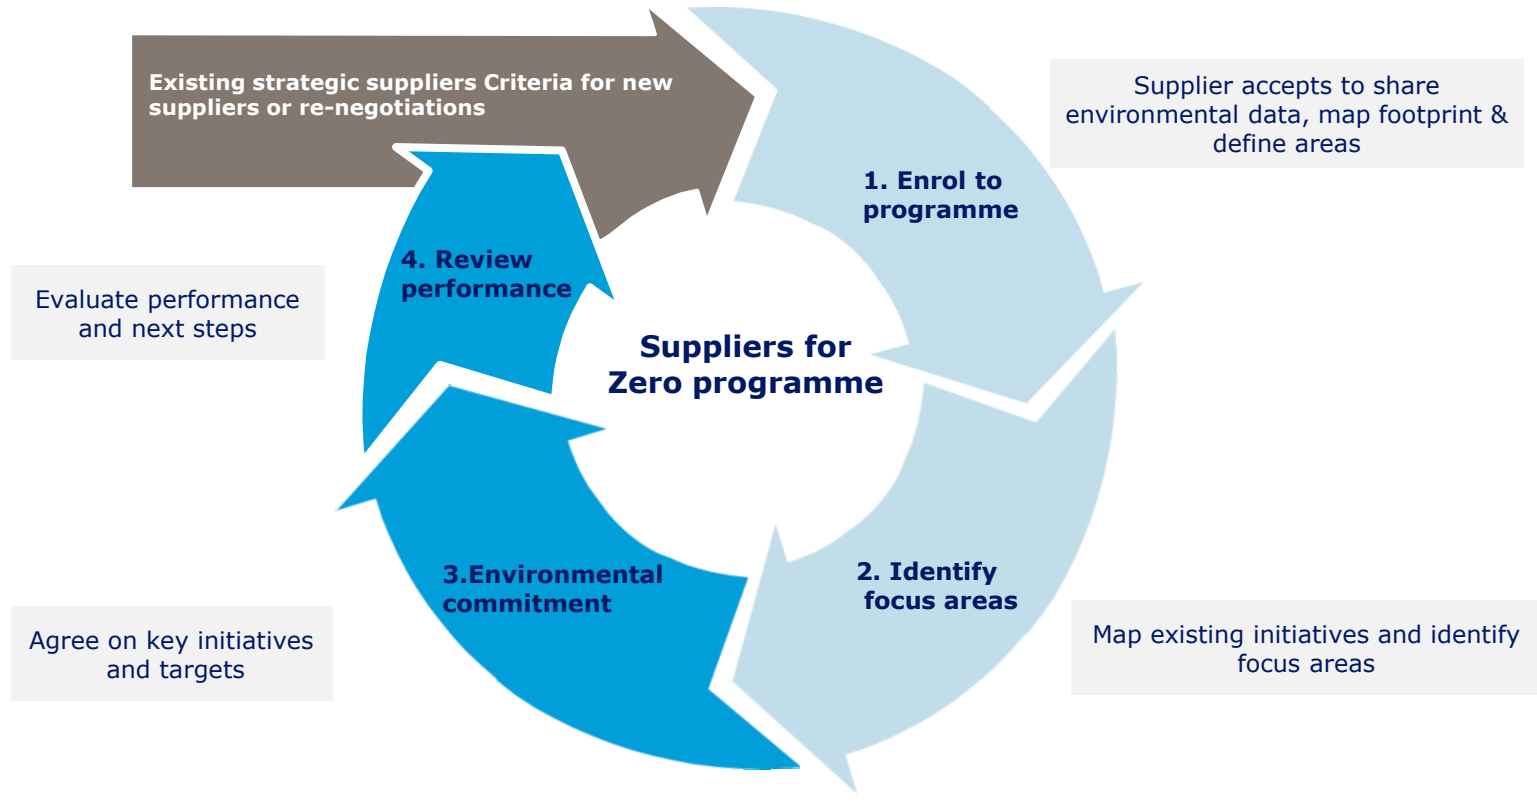 Existing strategic suppliers Criteria for new
suppliers or re-negotiations
Supplier accepts to share
environmental data, map footprint &
define areas
1. Enrol to
programme
4. Review
performance
Evaluate performance
and next steps
Suppliers for
Zero programme
3.Environmental
commitment
2. Identify
focus areas
Agree on key initiatives
and targets
Map existing initiatives and identify
focus areas